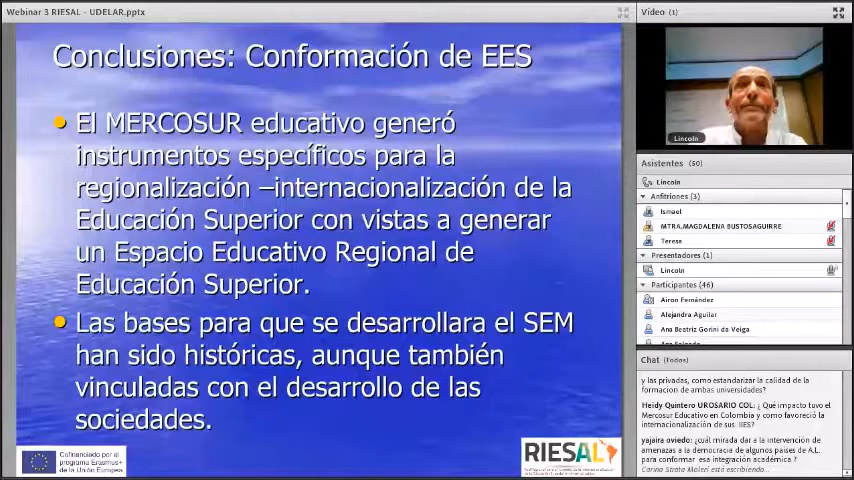 Webinar 3 RIESAL - UDELAR.pptx
Conclusiones: Conformación de EES
El MERCOSUR educativo generó
instrumentos específicos para la
regionalización –internacionalización de la
Educación Superior con vistas a generar
un Espacio Educativo Regional de
Educación Superior.
Las bases para que se desarrollara el SEM
han sido históricas, aunque también
vinculadas con el desarrollo de las
sociedades.
Cofinanciado por el
programa Erasmus+
de la Unión Europea
RIESAL
Vídeo (1)
Lincoln
Asistentes (50)
Lincoln
Anfitriones (3)
Ismael
MTRA.MAGDALENA BUSTOSAGUIRRE
Teresa
Presentadores (1)
Lincoln
Participantes (46)
Airon Fernández
Alejandra Aguilar
Ana Beatriz Gorini da Veiga
Chat (Todos)
y las privadas, como estandarizar la calidad de la
formacion de ambas universidades?
Heidy Quintero UROSARIO COL: ¿ Qué impacto tuvo el
Mercosur Educativo en Colombia y como favoreció la
internacionalización de sus IIES?
yajaira oviedo: ¿cuál mirada dar a la intervención de
amenazas a la democracia de algunos países de A.L.
para conformar esa integración académica ?
Carina Strata Moleri está escribiendo...